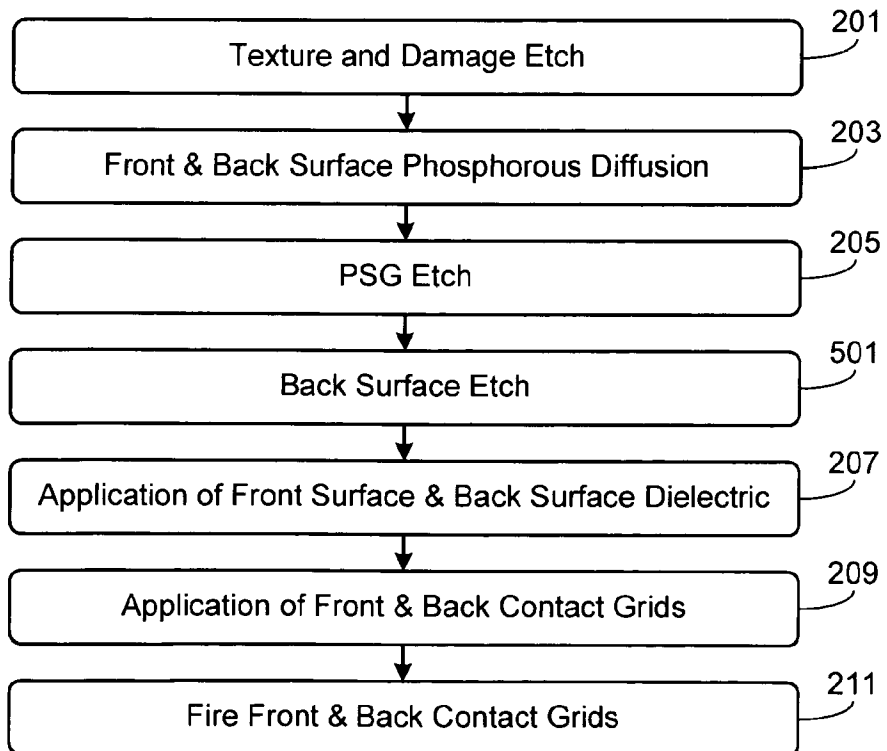 201
Texture and Damage Etch
203
Front & Back Surface Phosphorous Diffusion
205
PSG Etch
501
Back Surface Etch
207
Application of Front Surface & Back Surface Dielectric
209
Application of Front & Back Contact Grids
211
Fire Front & Back Contact Grids